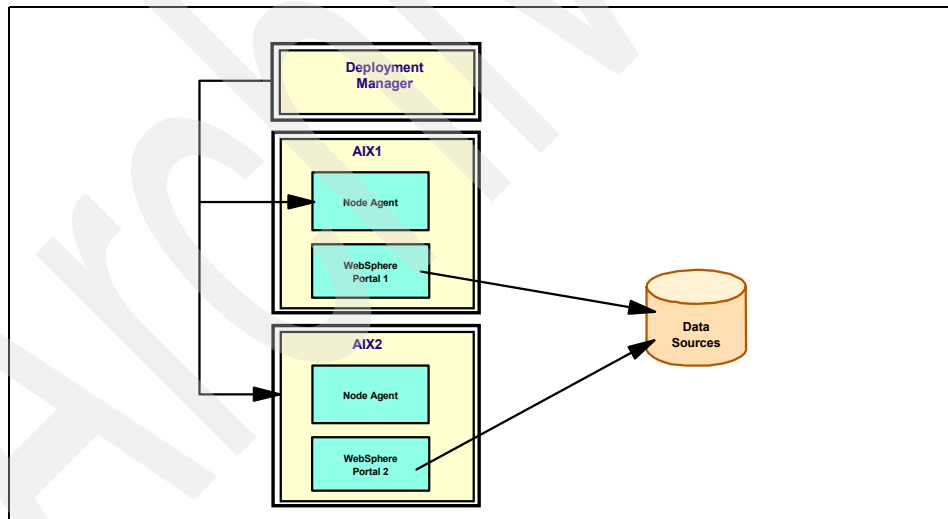 Deployment
Manager
AIX1
Node Agent
WebSphere
Portal 1
Data
Sources
AIX2
Node Agent
WebSphere
Portal 2